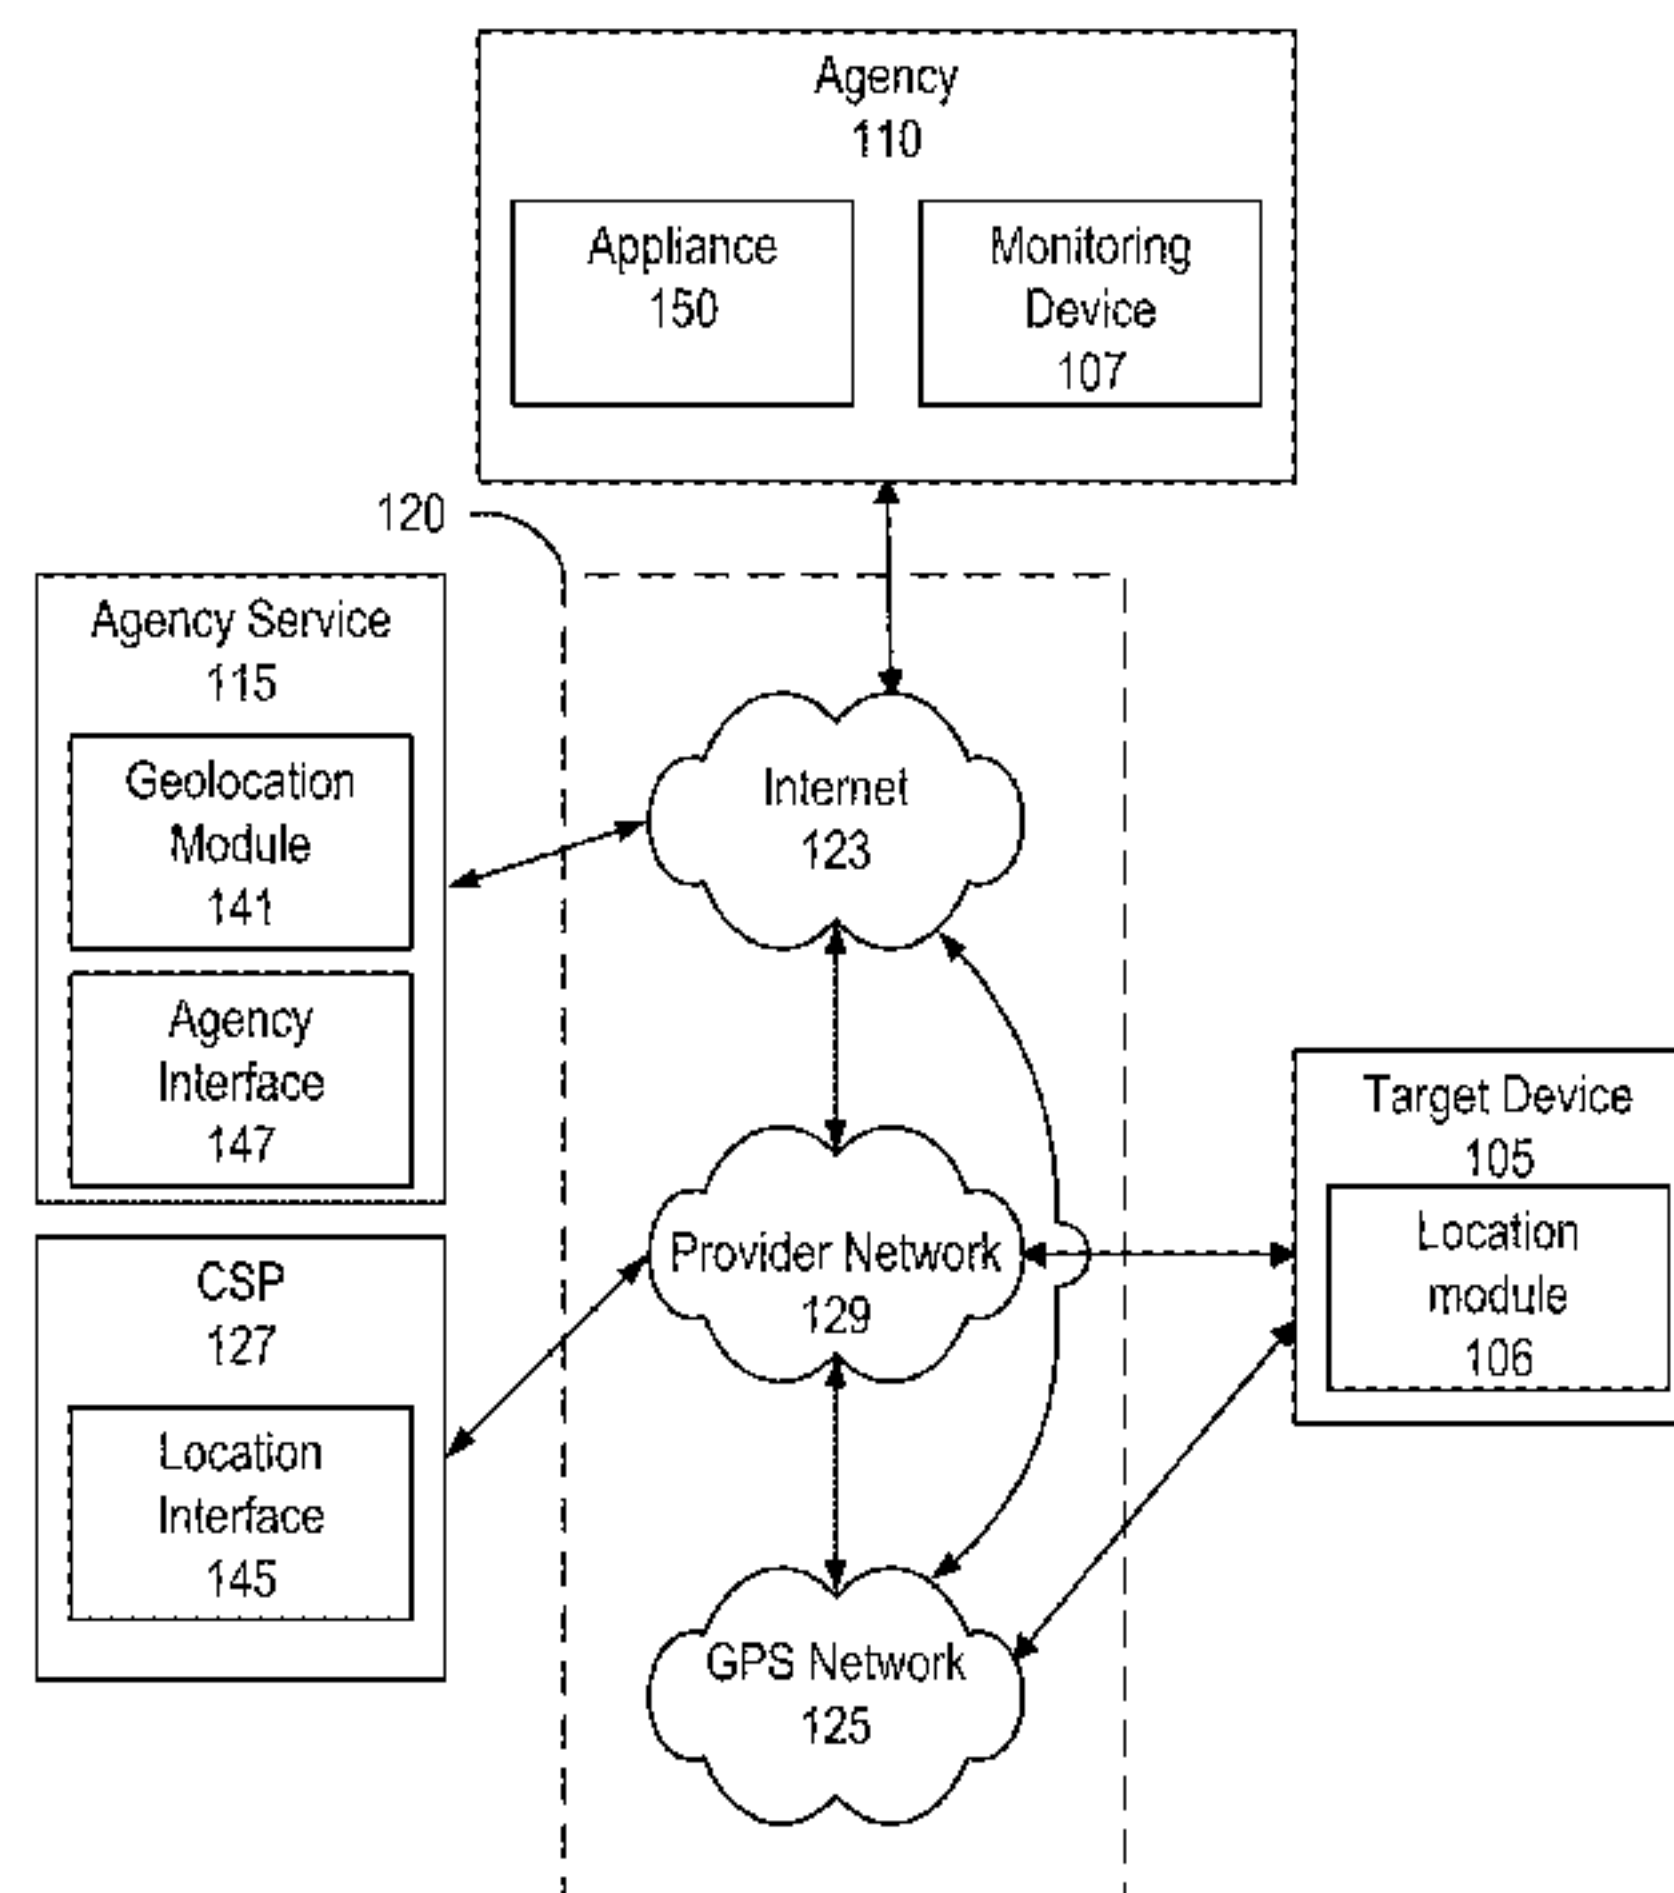 Agency
110
Appliance
150
Monitoring
Device
107
120
Agency Service
115
Geolocation
Module
141
Agency
Interface
147
Internet
123
Provider Network
129
GPS Network
125
CSP
127
Location
Interface
145
Target Device
105
Location
module
106